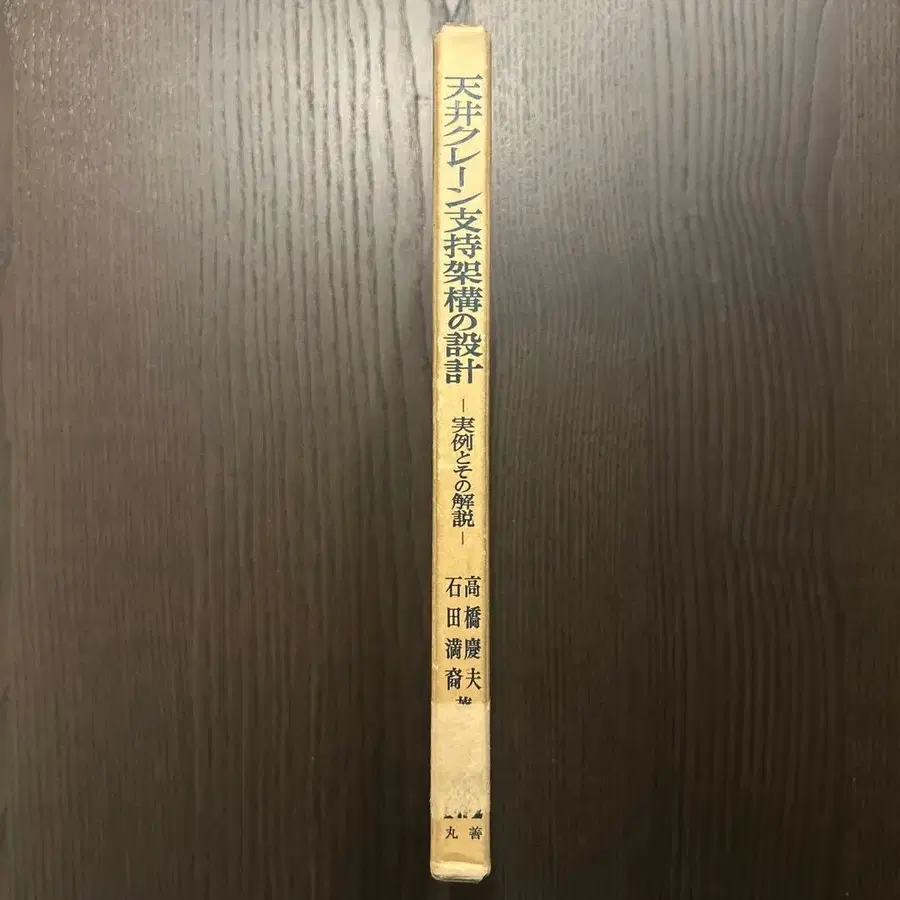 天井クレーン支持架構の設計
―実例とその解説―
高橋慶夫
石田満裔
丸善